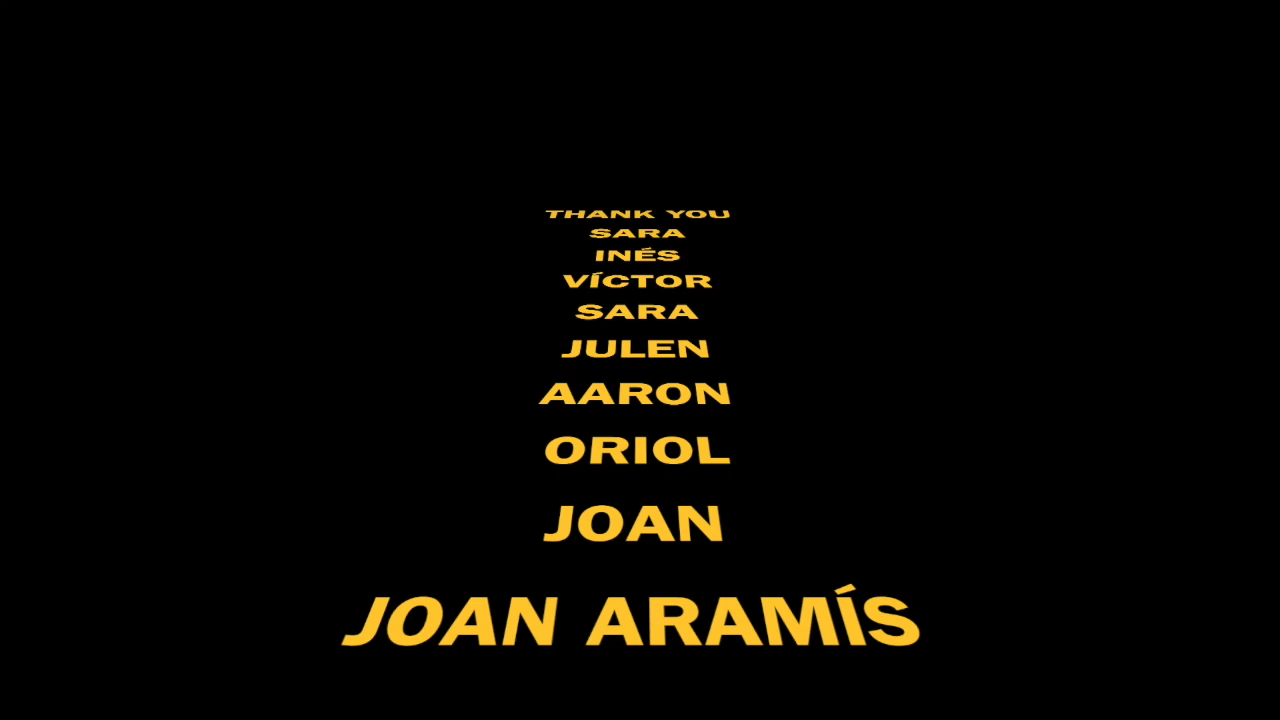 THANK YOU
SARA
INÉS
VÍCTOR
SARA
JULEN
AARON
ORIOL
JOAN
JOAN ARAMÍS